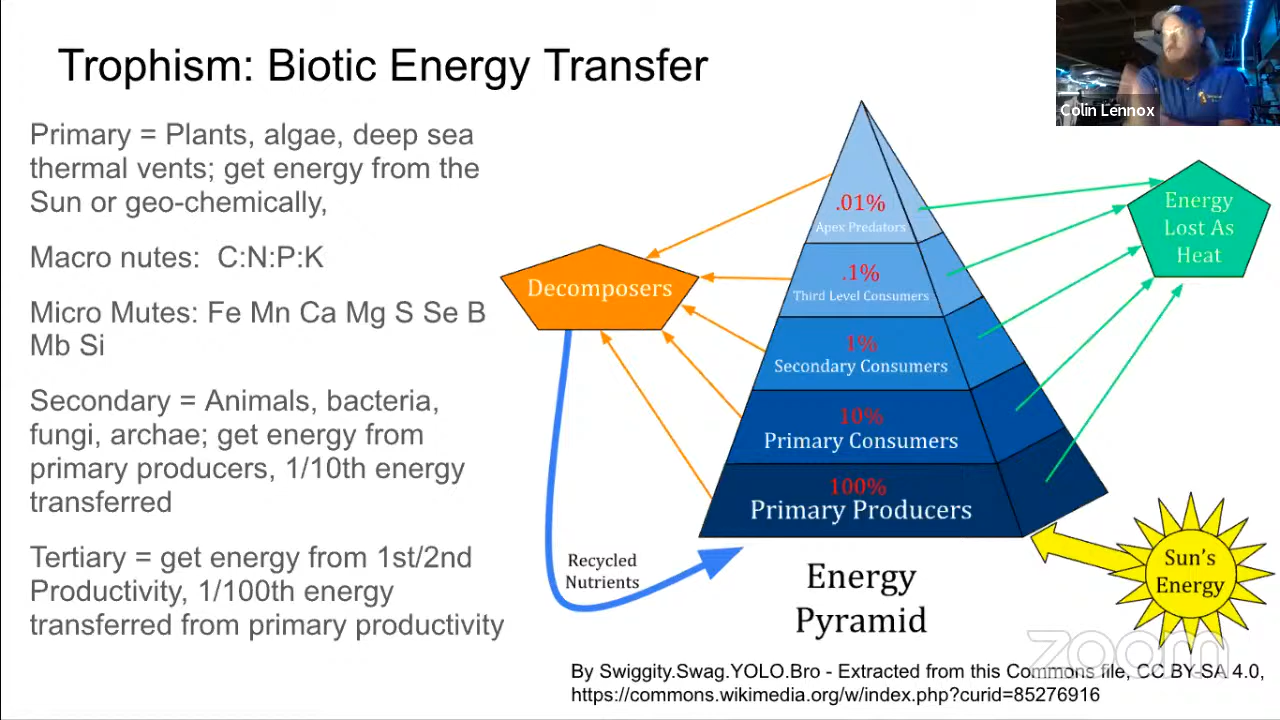 Trophism: Biotic Energy Transfer
Colin Lennox
Primary = Plants, algae, deep sea
thermal vents; get energy from the
Sun or geo-chemically,
Macro nutes:  C:N:P:K
Micro Mutes: Fe Mn Ca Mg S Se B
Mb Si
Secondary = Animals, bacteria,
fungi, archae; get energy from
primary producers, 1/10th energy
transferred
Tertiary = get energy from 1st/2nd
Productivity, 1/100th energy
transferred from primary productivity
Decomposers
Recycled
Nutrients
.01%
Apex Predators
.1%
Third Level Consumers
1%
Secondary Consumers
10%
Primary Consumers
100%
Primary Producers
Energy
Pyramid
Energy
Lost As
Heat
Sun's
Energy
zoom
By Swiggity.Swag.YOLO.Bro - Extracted from this Commons file, CC BY-SA 4.0,
https://commons.wikimedia.org/w/index.php?curid=85276916